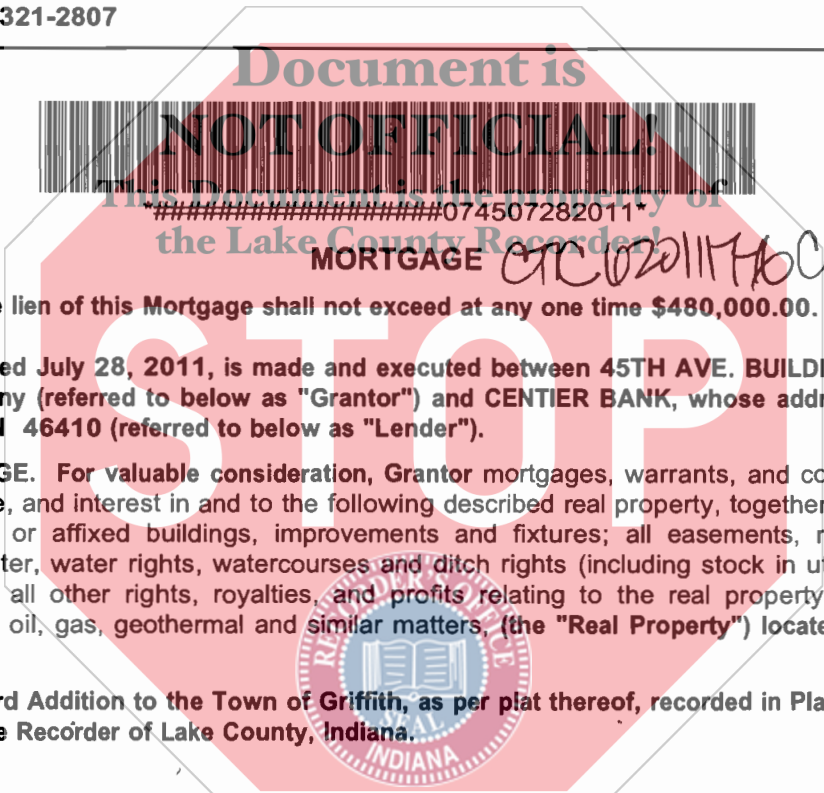 321-2807
Document is
NOT OFFICIAL!
This Document is the property of
*##################074507282011*
the Lake County Recorder!
MORTGAGE
lien of this Mortgage shall not exceed at any one time $480,000.00.
ed July 28, 2011, is made and executed between 45TH AVE. BUILDI
ny (referred to below as "Grantor") and CENTIER BANK, whose addr
46410 (referred to below as "Lender").
GE. For valuable consideration, Grantor mortgages, warrants, and co
e, and interest in and to the following described real property, together
or affixed buildings, improvements and fixtures; all easements, r
ter, water rights, watercourses and ditch rights (including stock in ut
all other rights, royalties, and profits relating to the real property
oil, gas, geothermal and similar matters, (the "Real Property") locate
rd Addition to the Town of Griffith, as per plat thereof, recorded in Pla
e Recorder of Lake County, Indiana.
STOP
RECORDER'S OFFICE
SEAL
INDIANA